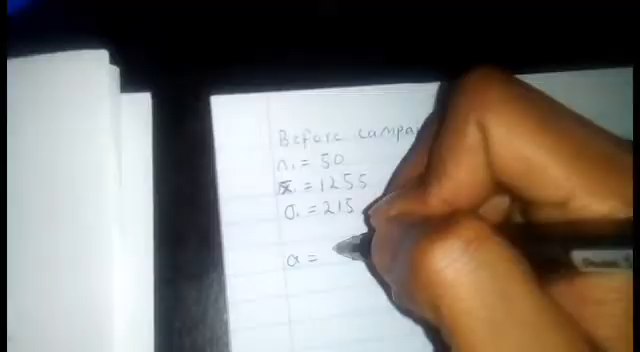 Before campa
n₁ = 50
x̄₁ = 1255
σ₁ = 215
α =